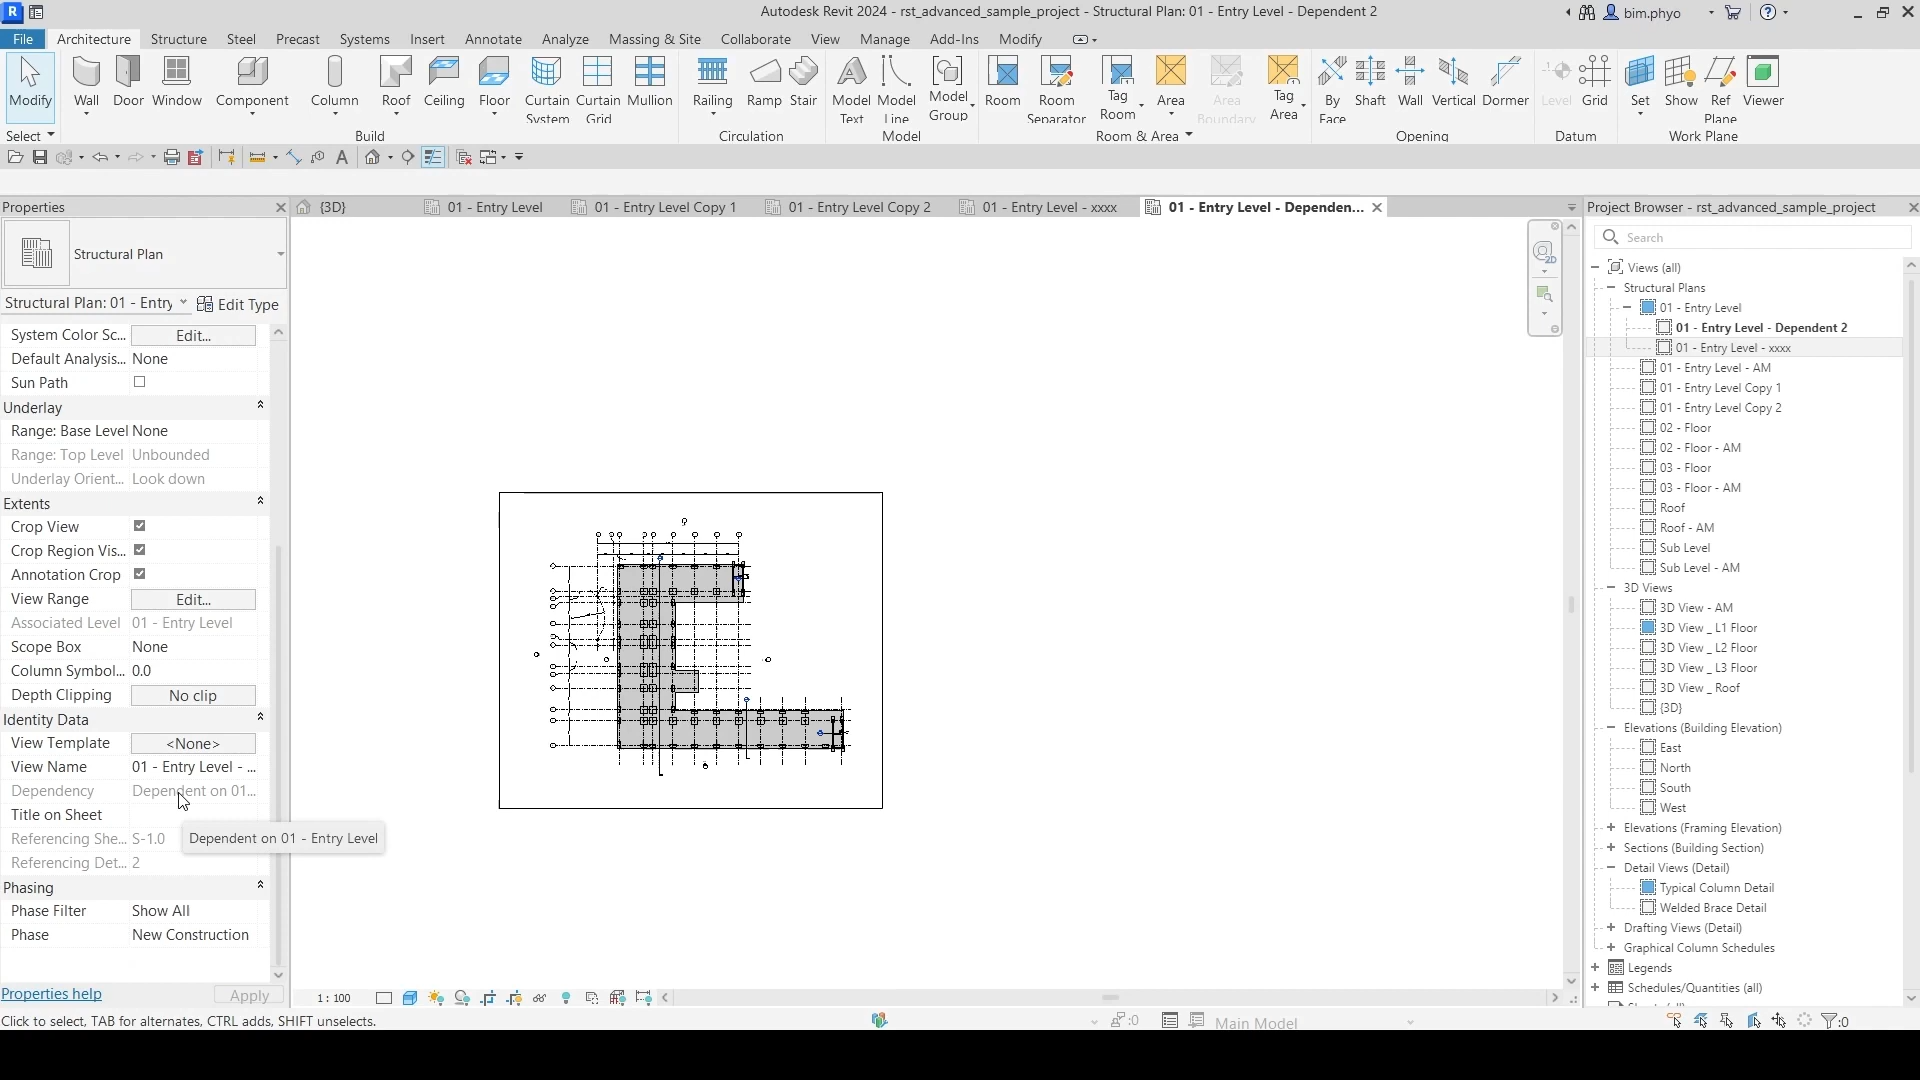 Autodesk Revit 2024 - rst_advanced_sample_project - Structural Plan: 01 - Entry Level - Dependent 2
bim.phyo
File Architecture Structure Steel Precast Systems Insert Annotate Analyze Massing & Site Collaborate View Manage Add-Ins Modify
Modify Wall Door Window Component Column Roof Ceiling Floor Curtain System Curtain Grid Mullion Railing Ramp Stair Model Text Model Line Model Group Room Room Separator Tag Room Area Area Boundary Tag Area By Face Shaft Wall Vertical Dormer Level Grid Set Show Ref Plane Viewer
Select Build Circulation Model Room & Area Opening Datum Work Plane
Properties
{3D} 01 - Entry Level 01 - Entry Level Copy 1 01 - Entry Level Copy 2 01 - Entry Level - xxxx 01 - Entry Level - Dependen...
Structural Plan
Structural Plan: 01 - Entry Edit Type
System Color Sc... Edit...
Default Analysis... None
Sun Path
Underlay
Range: Base Level None
Range: Top Level Unbounded
Underlay Orient... Look down
Extents
Crop View
Crop Region Vis...
Annotation Crop
View Range Edit...
Associated Level 01 - Entry Level
Scope Box None
Column Symbol... 0.0
Depth Clipping No clip
Identity Data
View Template <None>
View Name 01 - Entry Level - ...
Dependency Dependent on 01...
Title on Sheet
Referencing She... S-1.0
Dependent on 01 - Entry Level
Referencing Det... 2
Phasing
Phase Filter Show All
Phase New Construction
Properties help Apply
1 : 100
2D
Project Browser - rst_advanced_sample_project
Search
Views (all)
Structural Plans
01 - Entry Level
01 - Entry Level - Dependent 2
01 - Entry Level - xxxx
01 - Entry Level - AM
01 - Entry Level Copy 1
01 - Entry Level Copy 2
02 - Floor
02 - Floor - AM
03 - Floor
03 - Floor - AM
Roof
Roof - AM
Sub Level
Sub Level - AM
3D Views
3D View - AM
3D View _ L1 Floor
3D View _ L2 Floor
3D View _ L3 Floor
3D View _ Roof
{3D}
Elevations (Building Elevation)
East
North
South
West
Elevations (Framing Elevation)
Sections (Building Section)
Detail Views (Detail)
Typical Column Detail
Welded Brace Detail
Drafting Views (Detail)
Graphical Column Schedules
Legends
Schedules/Quantities (all)
Click to select, TAB for alternates, CTRL adds, SHIFT unselects.
:0 Main Model :0